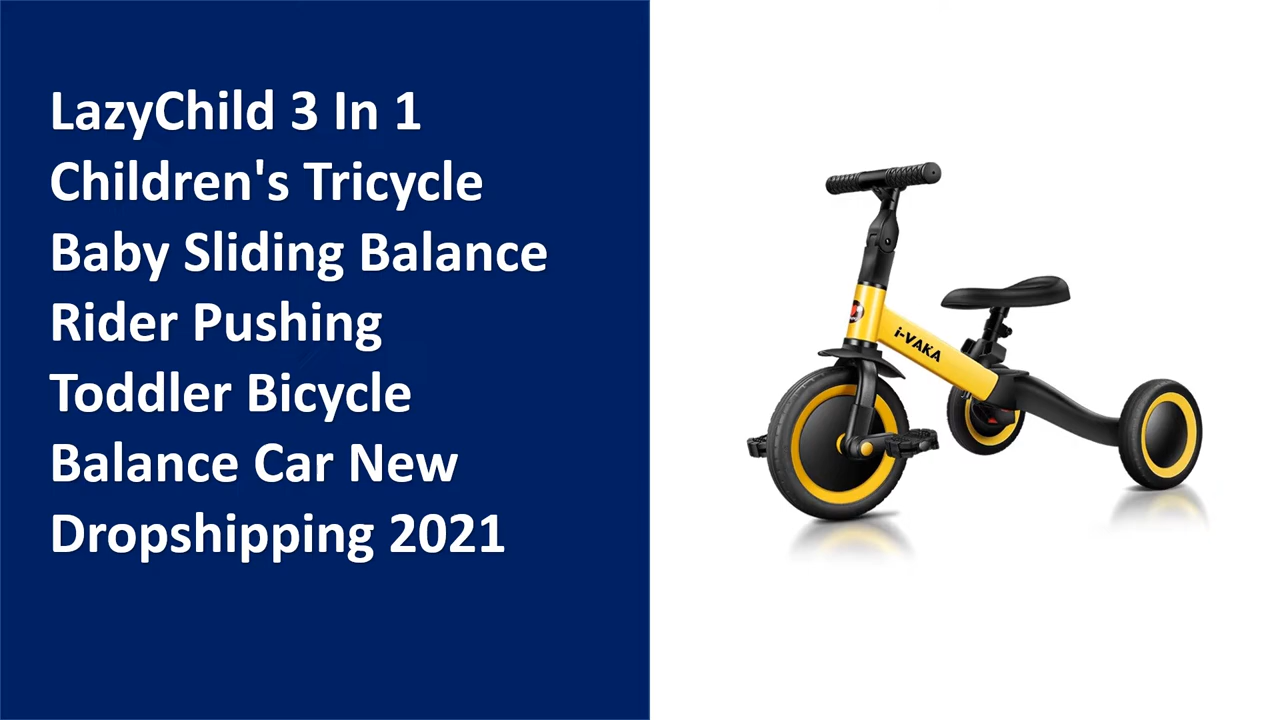 LazyChild 3 In 1
Children's Tricycle
Baby Sliding Balance
Rider Pushing
Toddler Bicycle
Balance Car New
Dropshipping 2021
i-VAKA